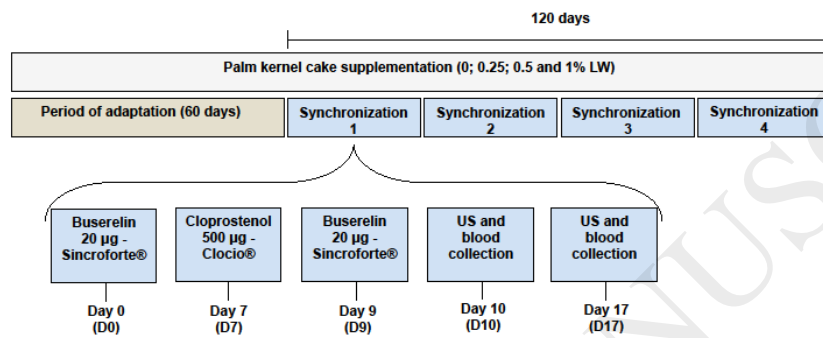 120 days
Palm kernel cake supplementation (0; 0.25; 0.5 and 1% LW)
Period of adaptation (60 days)
Synchronization
1
Synchronization
2
Synchronization
3
Synchronization
4
Buserelin
20 µg -
Sincroforte®
Cloprostenol
500 µg -
Clocio®
Buserelin
20 µg -
Sincroforte®
US and
blood
collection
US and
blood
collection
Day 0
(D0)
Day 7
(D7)
Day 9
(D9)
Day 10
(D10)
Day 17
(D17)